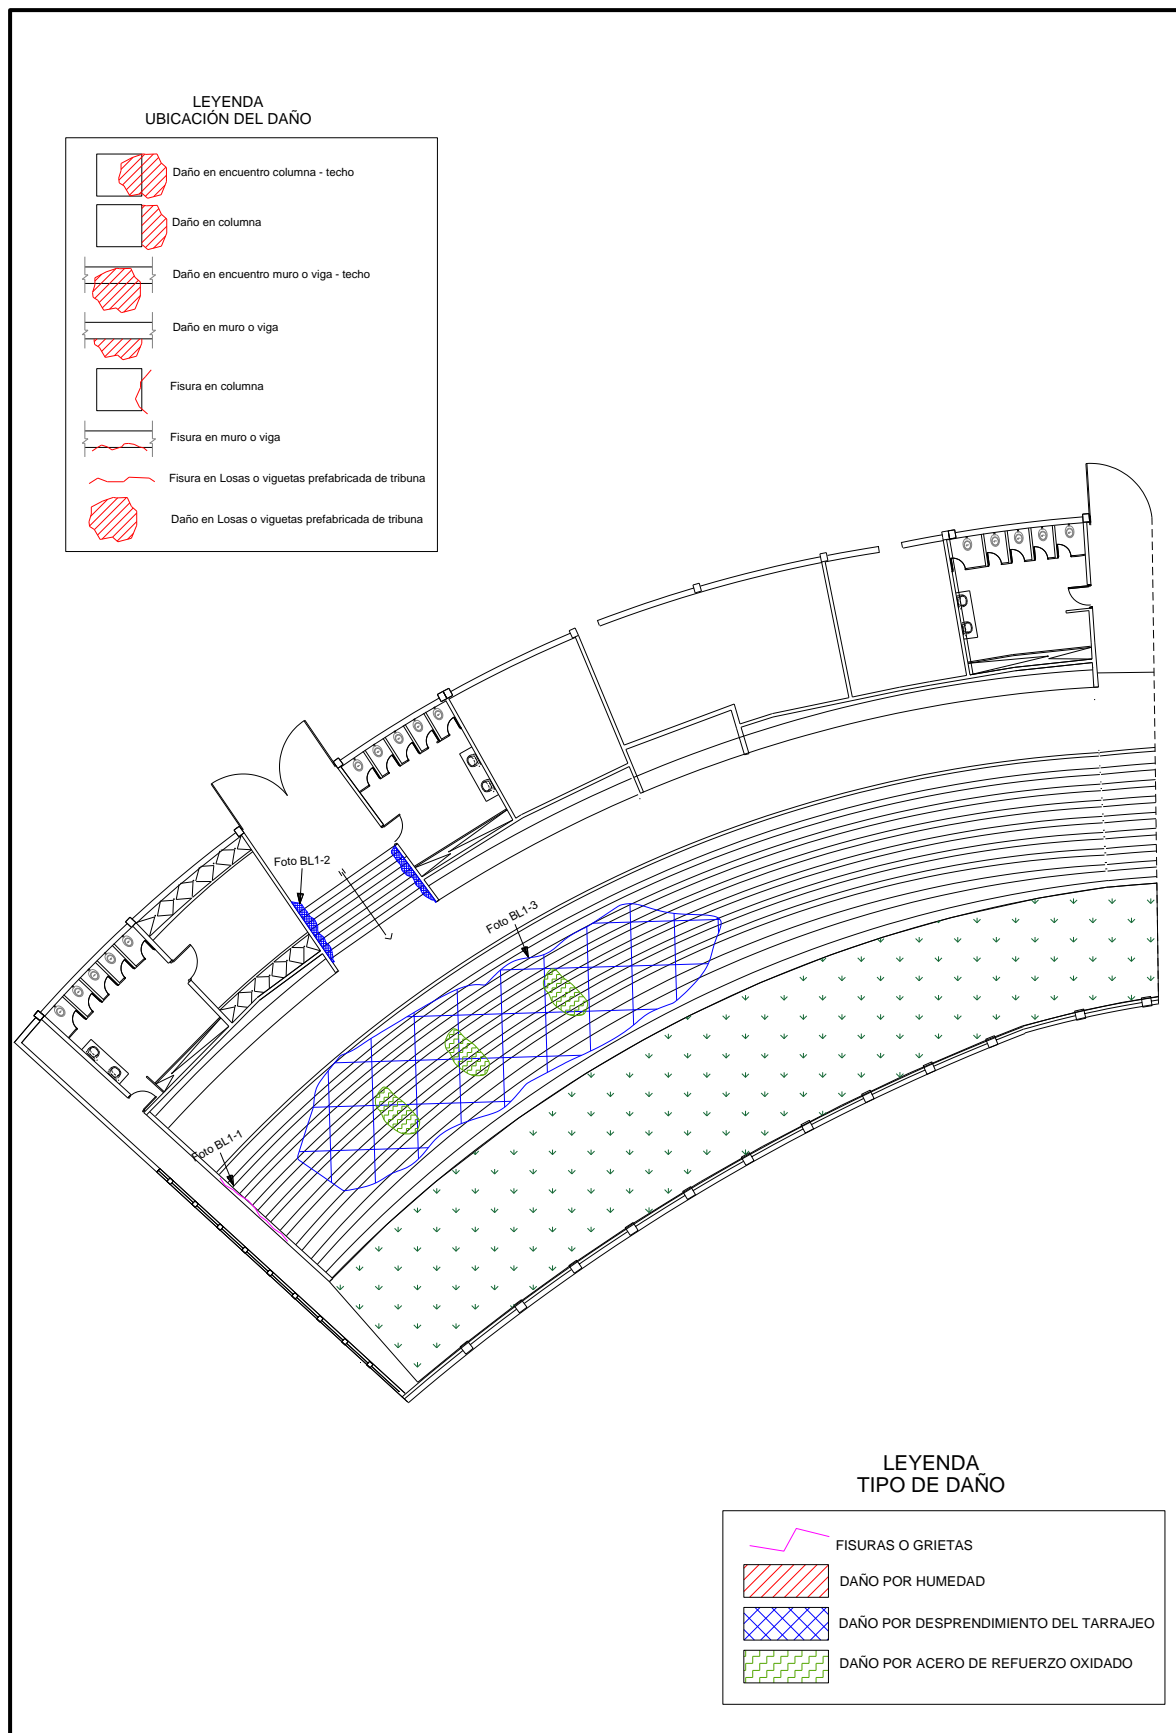 LEYENDA
UBICACIÓN DEL DAÑO
Daño en encuentro columna - techo
Daño en columna
Daño en encuentro muro o viga - techo
Daño en muro o viga
Fisura en columna
Fisura en muro o viga
Fisura en Losas o viguetas prefabricada de tribuna
Daño en Losas o viguetas prefabricada de tribuna
Foto BL1-2
Foto BL1-3
Foto BL1-1
LEYENDA
TIPO DE DAÑO
FISURAS O GRIETAS
DAÑO POR HUMEDAD
DAÑO POR DESPRENDIMIENTO DEL TARRAJEO
DAÑO POR ACERO DE REFUERZO OXIDADO